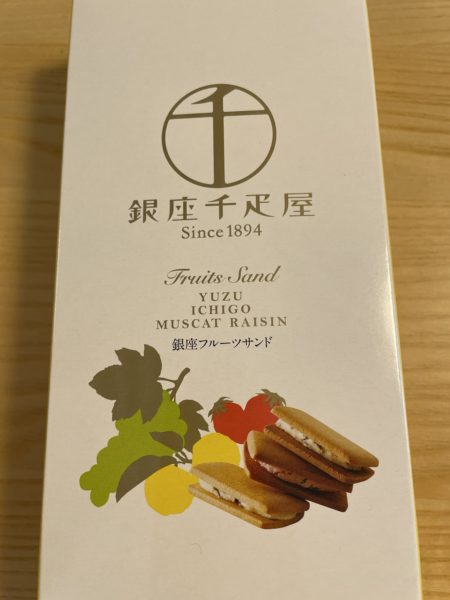 千
銀座千疋屋
Since 1894
Fruits Sand
YUZU
ICHIGO
MUSCAT RAISIN
銀座フルーツサンド